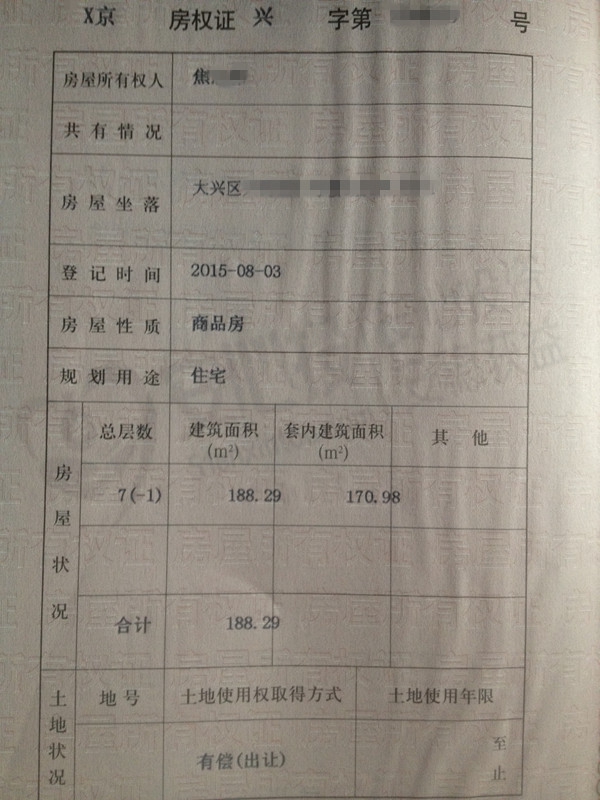 X京 房权证 兴 字第 号
房屋所有权人 焦
共有情况
房屋坐落 大兴区
登记时间 2015-08-03
房屋性质 商品房
规划用途 住宅
房屋状况
总层数 建筑面积(m²) 套内建筑面积(m²) 其他
7(-1) 188.29 170.98
合计 188.29
土地状况
地号 土地使用权取得方式 土地使用年限
有偿(出让) 至
止